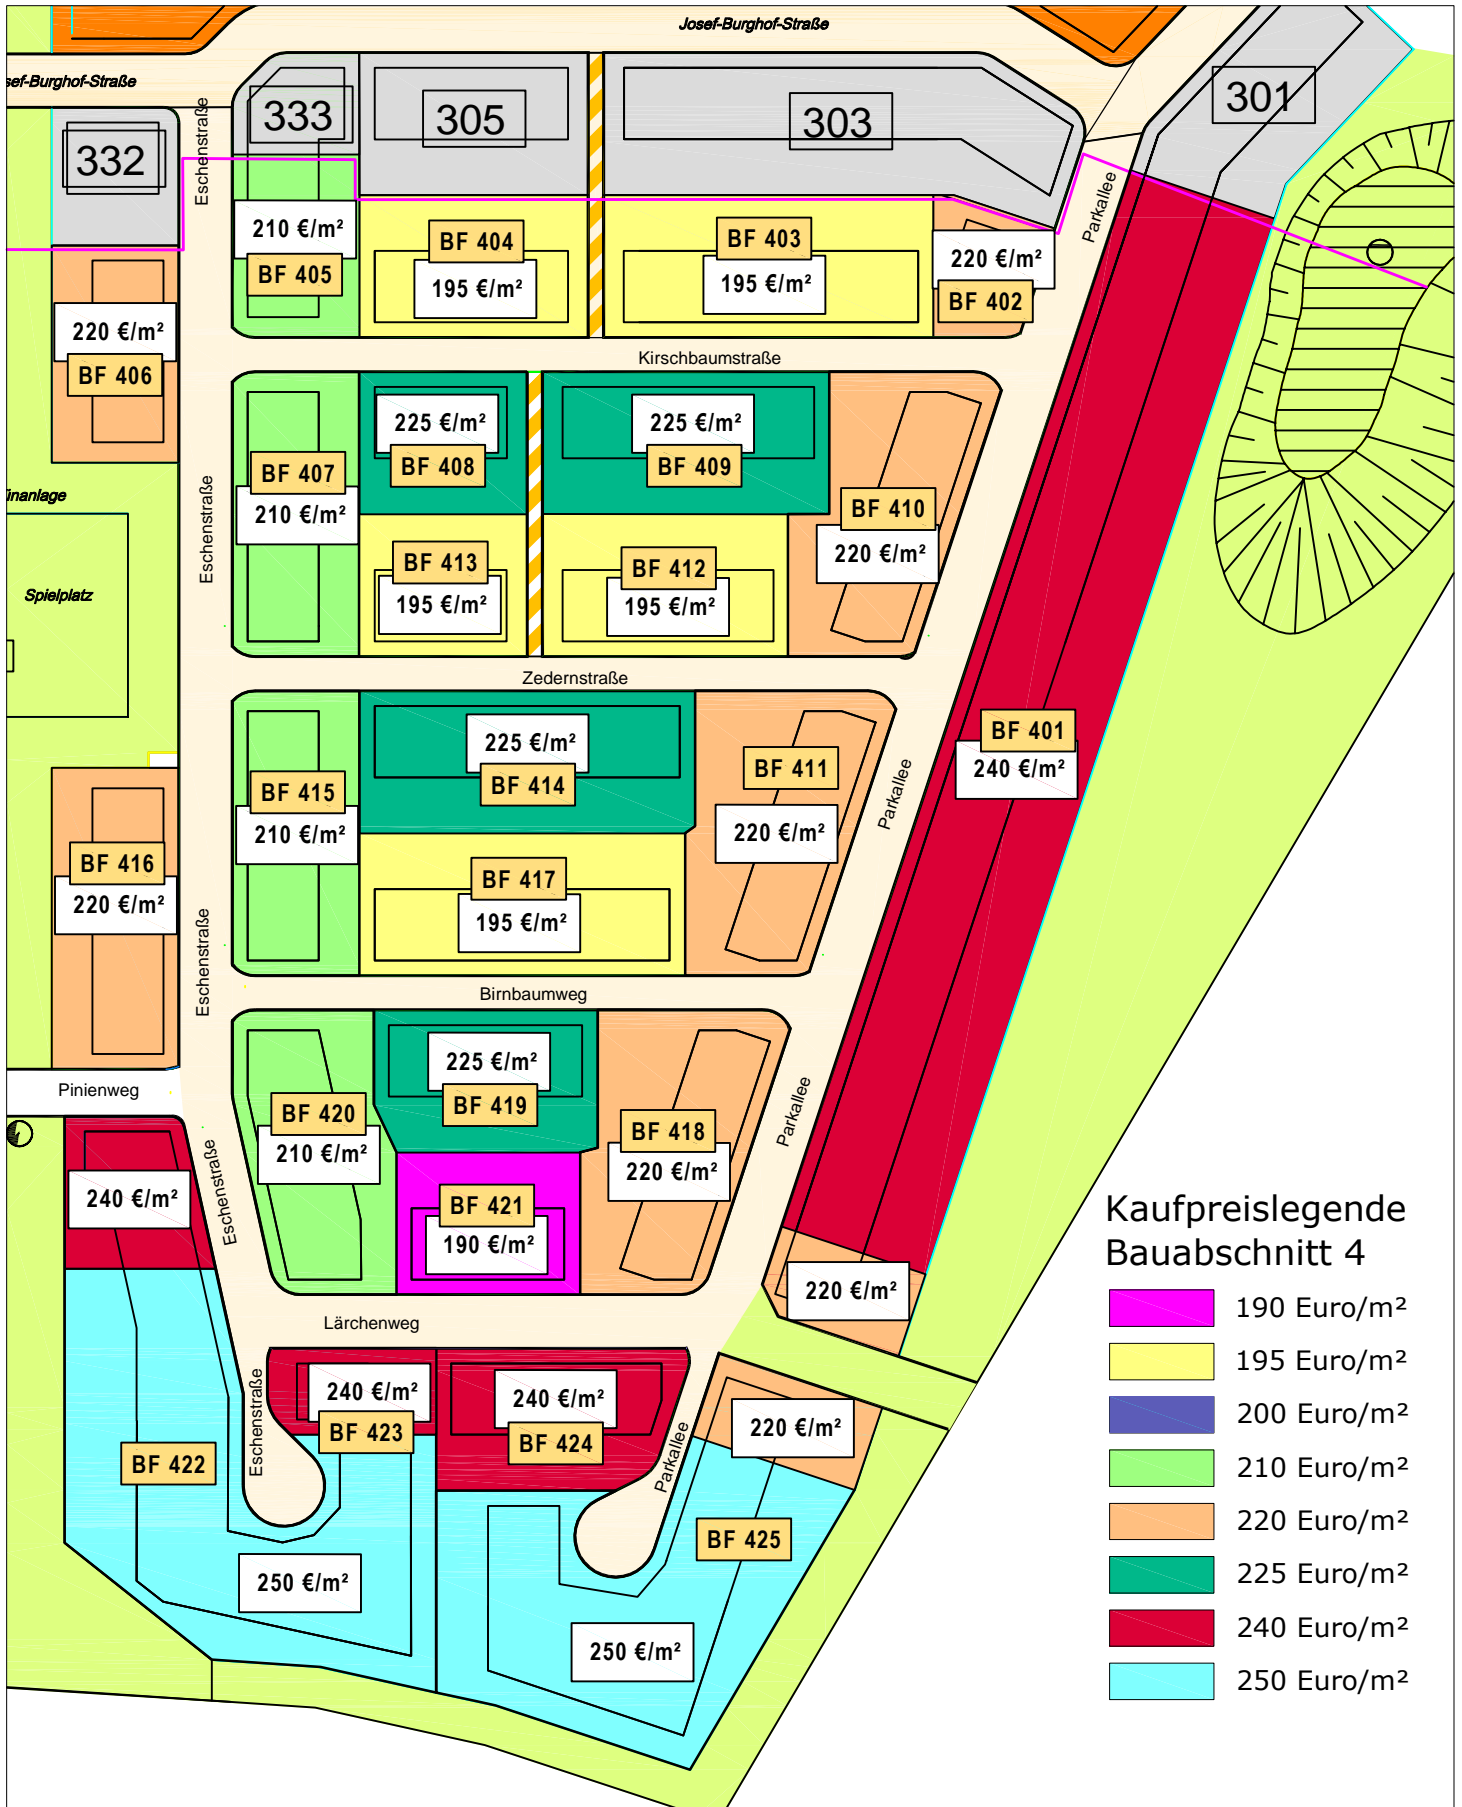 Josef-Burghof-Straße
sef-Burghof-Straße
Eschenstraße
333
305
303
301
332
Parkallee
210 €/m²
BF 405
BF 404
195 €/m²
BF 403
195 €/m²
220 €/m²
BF 402
220 €/m²
BF 406
Kirschbaumstraße
225 €/m²
BF 408
225 €/m²
BF 409
BF 407
210 €/m²
BF 410
220 €/m²
inanlage
Eschenstraße
BF 413
195 €/m²
BF 412
195 €/m²
Spielplatz
Zedernstraße
225 €/m²
BF 414
BF 401
240 €/m²
BF 411
220 €/m²
BF 415
210 €/m²
Parkallee
BF 416
220 €/m²
BF 417
195 €/m²
Eschenstraße
Birnbaumweg
225 €/m²
BF 419
Pinienweg
BF 420
210 €/m²
BF 418
220 €/m²
Parkallee
240 €/m²
Eschenstraße
BF 421
190 €/m²
220 €/m²
Lärchenweg
240 €/m²
BF 423
240 €/m²
BF 424
220 €/m²
Eschenstraße
Parkallee
BF 422
BF 425
250 €/m²
250 €/m²
Kaufpreislegende
Bauabschnitt 4
190 Euro/m²
195 Euro/m²
200 Euro/m²
210 Euro/m²
220 Euro/m²
225 Euro/m²
240 Euro/m²
250 Euro/m²